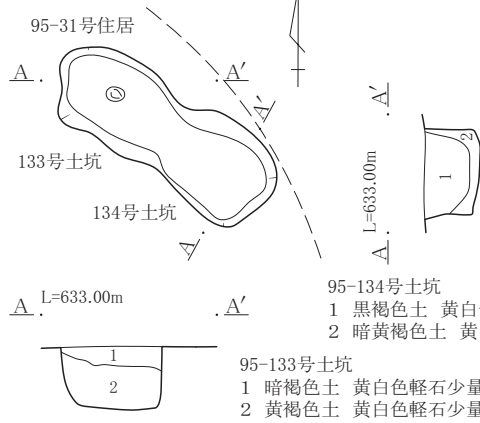 95-31号住居
A A′
A′
133号土坑
134号土坑
A
A′
L=633.00m
A
1
2
A L=633.00m A′
1
2
95-134号土坑
1 黒褐色土 黄白
2 暗黄褐色土 黄
95-133号土坑
1 暗褐色土 黄白色軽石少量
2 黄褐色土 黄白色軽石少量